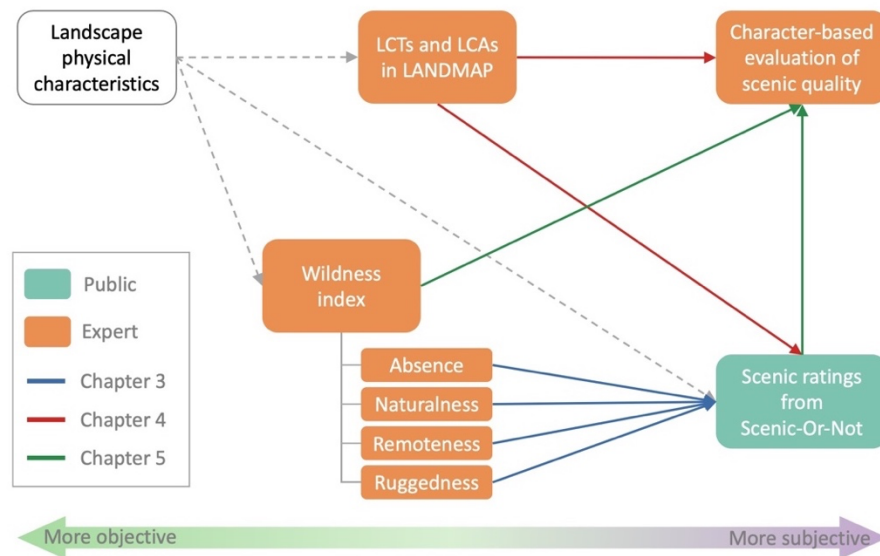 Landscape
physical
characteristics
LCTs and LCAs
in LANDMAP
Character-based
evaluation of
scenic quality
Wildness
index
Public
Expert
Chapter 3
Chapter 4
Chapter 5
Absence
Naturalness
Remoteness
Ruggedness
Scenic ratings
from
Scenic-Or-Not
More objective
More subjective